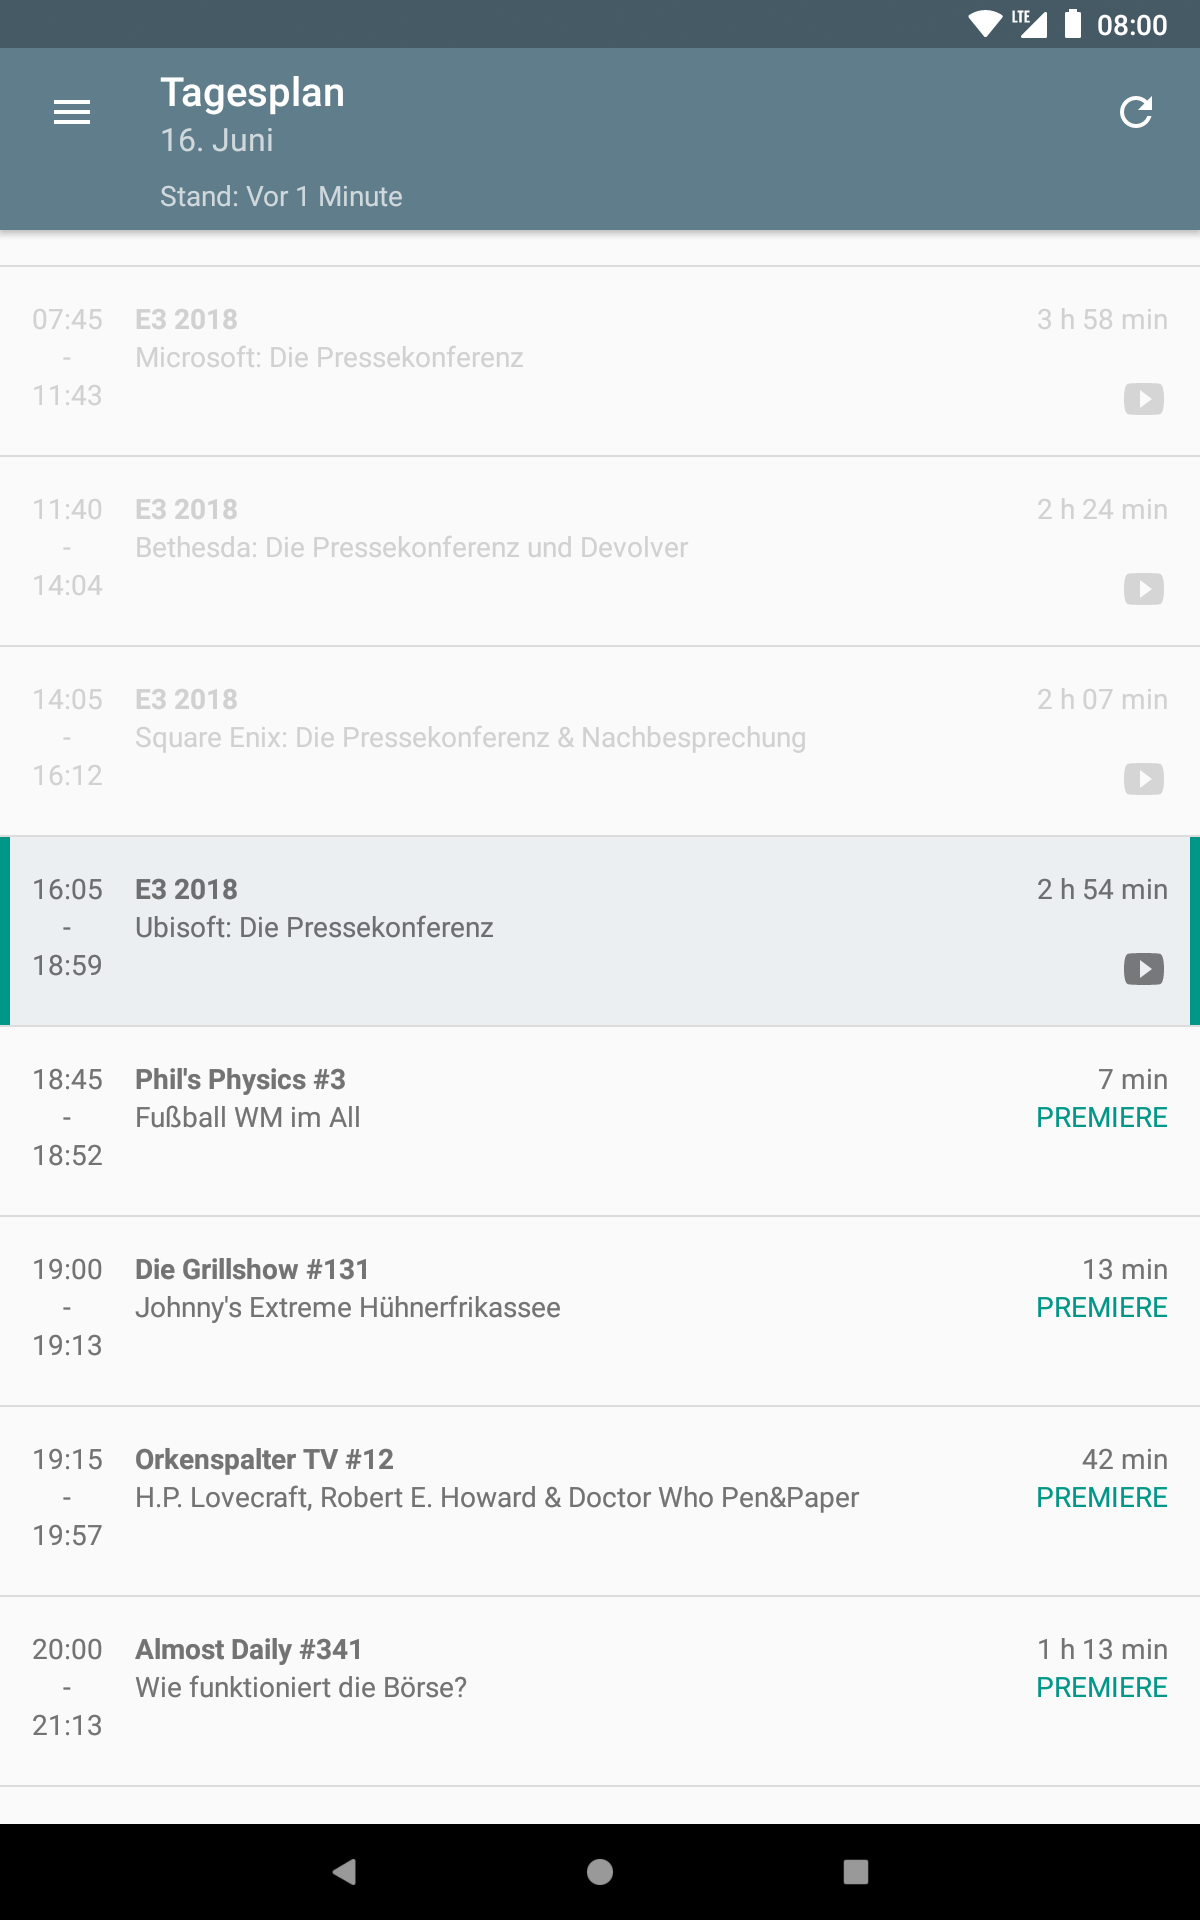 LTE 08:00
Tagesplan
16. Juni
Stand: Vor 1 Minute
07:45 E3 2018 3 h 58 min
- Microsoft: Die Pressekonferenz
11:43
11:40 E3 2018 2 h 24 min
- Bethesda: Die Pressekonferenz und Devolver
14:04
14:05 E3 2018 2 h 07 min
- Square Enix: Die Pressekonferenz & Nachbesprechung
16:12
16:05 E3 2018 2 h 54 min
- Ubisoft: Die Pressekonferenz
18:59
18:45 Phil's Physics #3 7 min
- Fußball WM im All PREMIERE
18:52
19:00 Die Grillshow #131 13 min
- Johnny's Extreme Hühnerfrikassee PREMIERE
19:13
19:15 Orkenspalter TV #12 42 min
- H.P. Lovecraft, Robert E. Howard & Doctor Who Pen&Paper PREMIERE
19:57
20:00 Almost Daily #341 1 h 13 min
- Wie funktioniert die Börse? PREMIERE
21:13